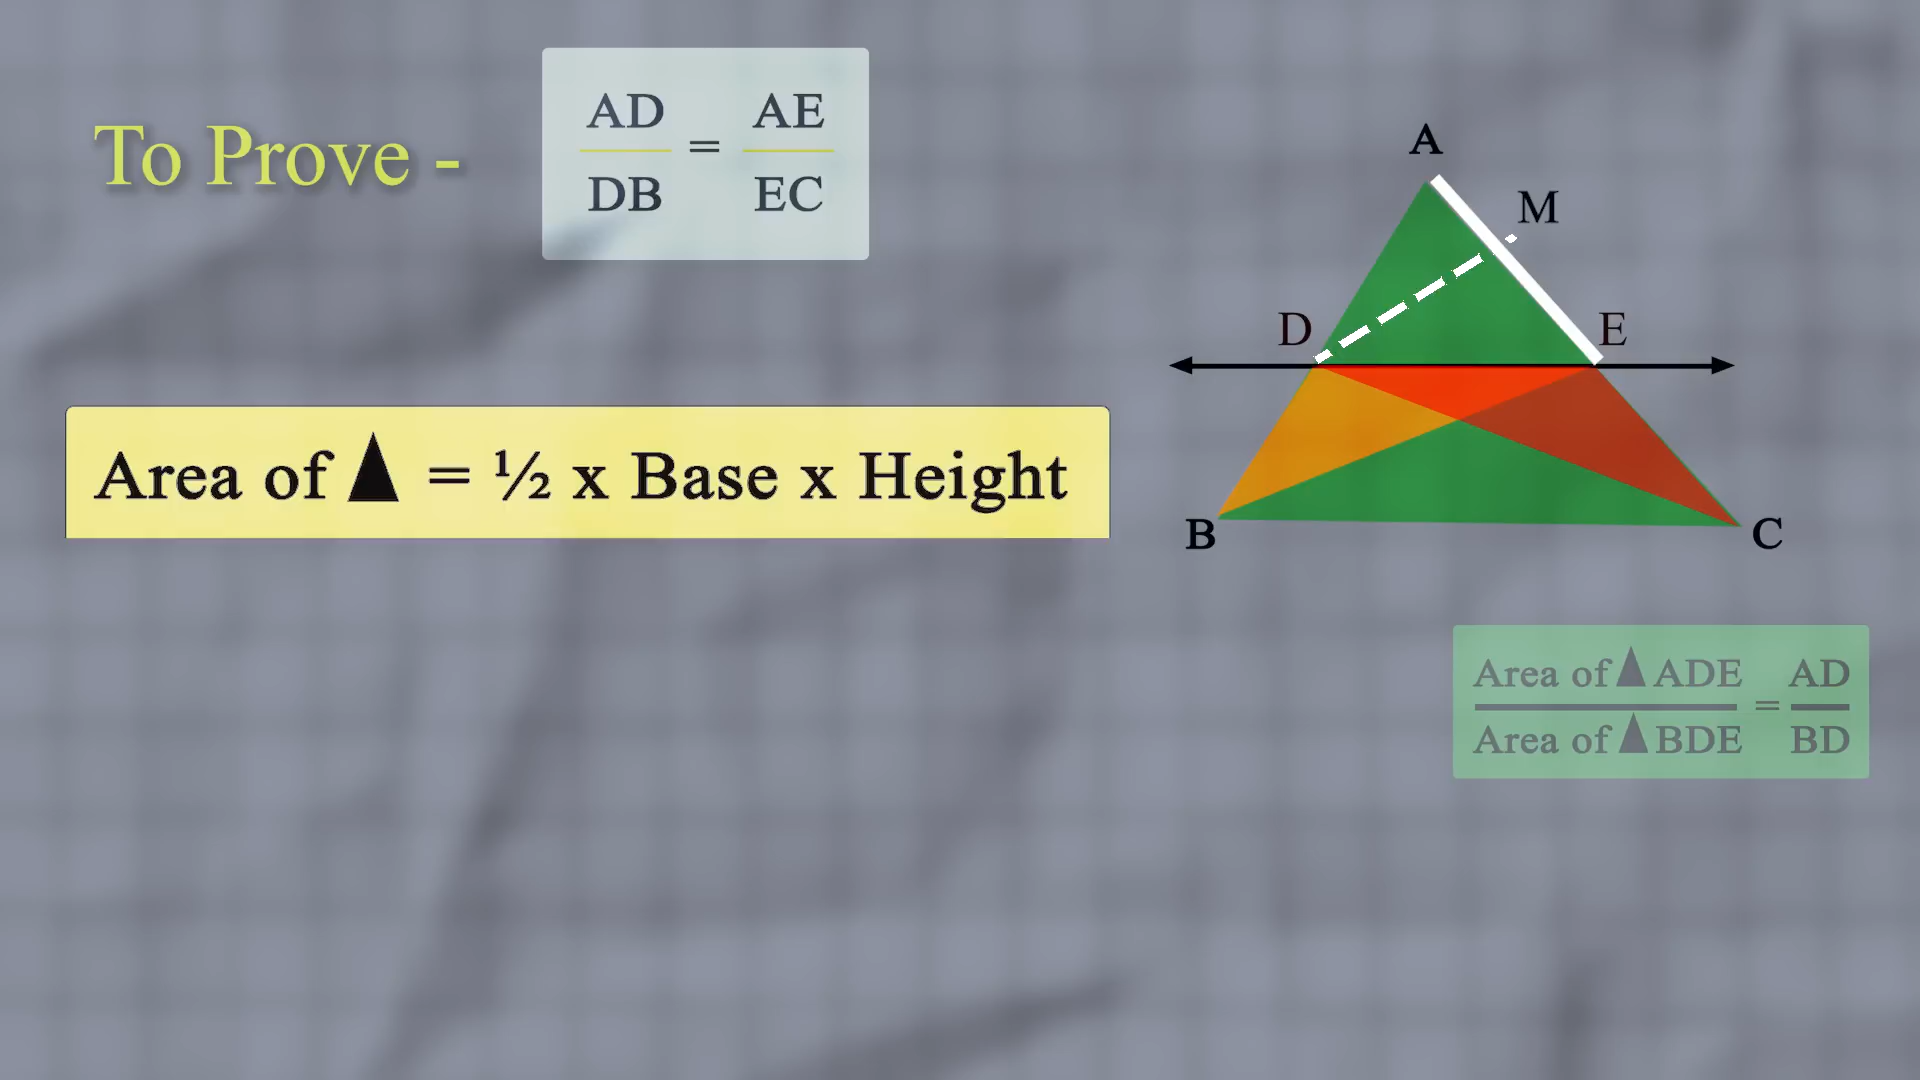 To Prove -
AD = AE
DB EC
Area of ▲ = ½ x Base x Height
A
M
D
E
B
C
Area of ▲ ADE = AD
Area of ▲ BDE BD